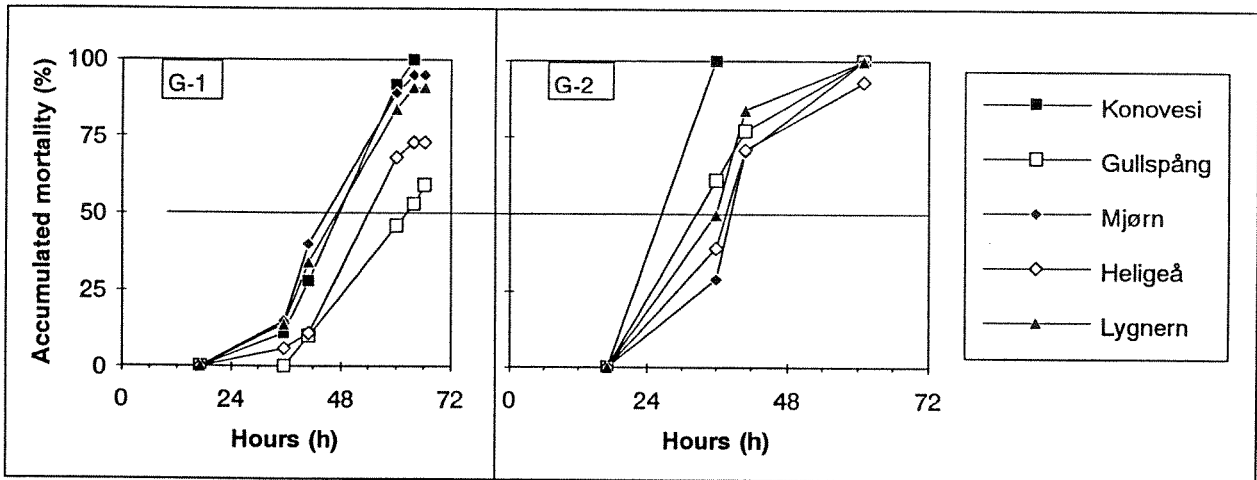 Accumulated mortality (%)
100
75
50
25
0
G-1
0 24 48 72
Hours (h)
G-2
0 24 48 72
Hours (h)
Konovesi
Gullspång
Mjørn
Heligeå
Lygnern